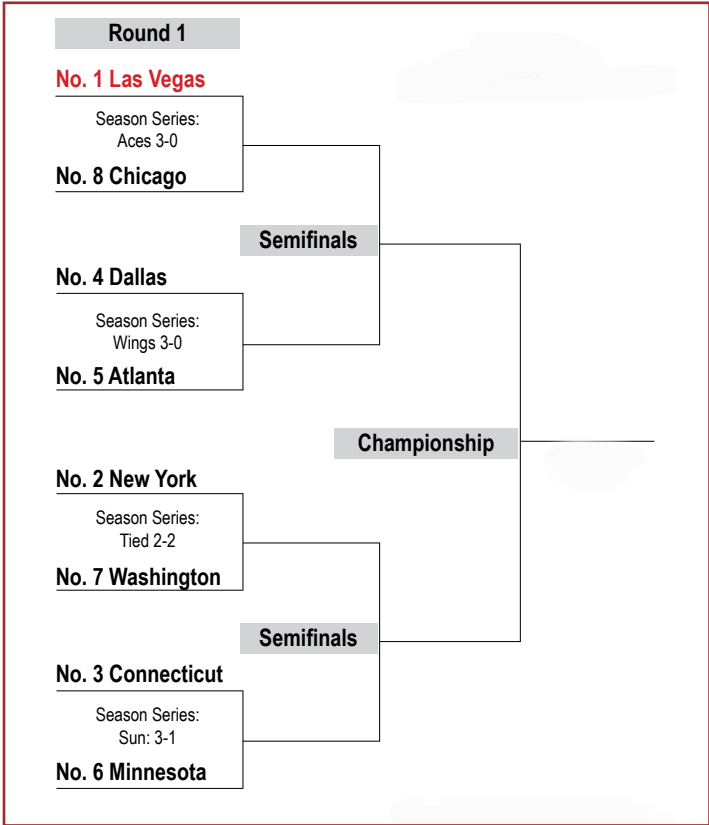 Round 1
No. 1 Las Vegas
Season Series:
Aces 3-0
No. 8 Chicago
Semifinals
No. 4 Dallas
Season Series:
Wings 3-0
No. 5 Atlanta
Championship
No. 2 New York
Season Series:
Tied 2-2
No. 7 Washington
Semifinals
No. 3 Connecticut
Season Series:
Sun: 3-1
No. 6 Minnesota